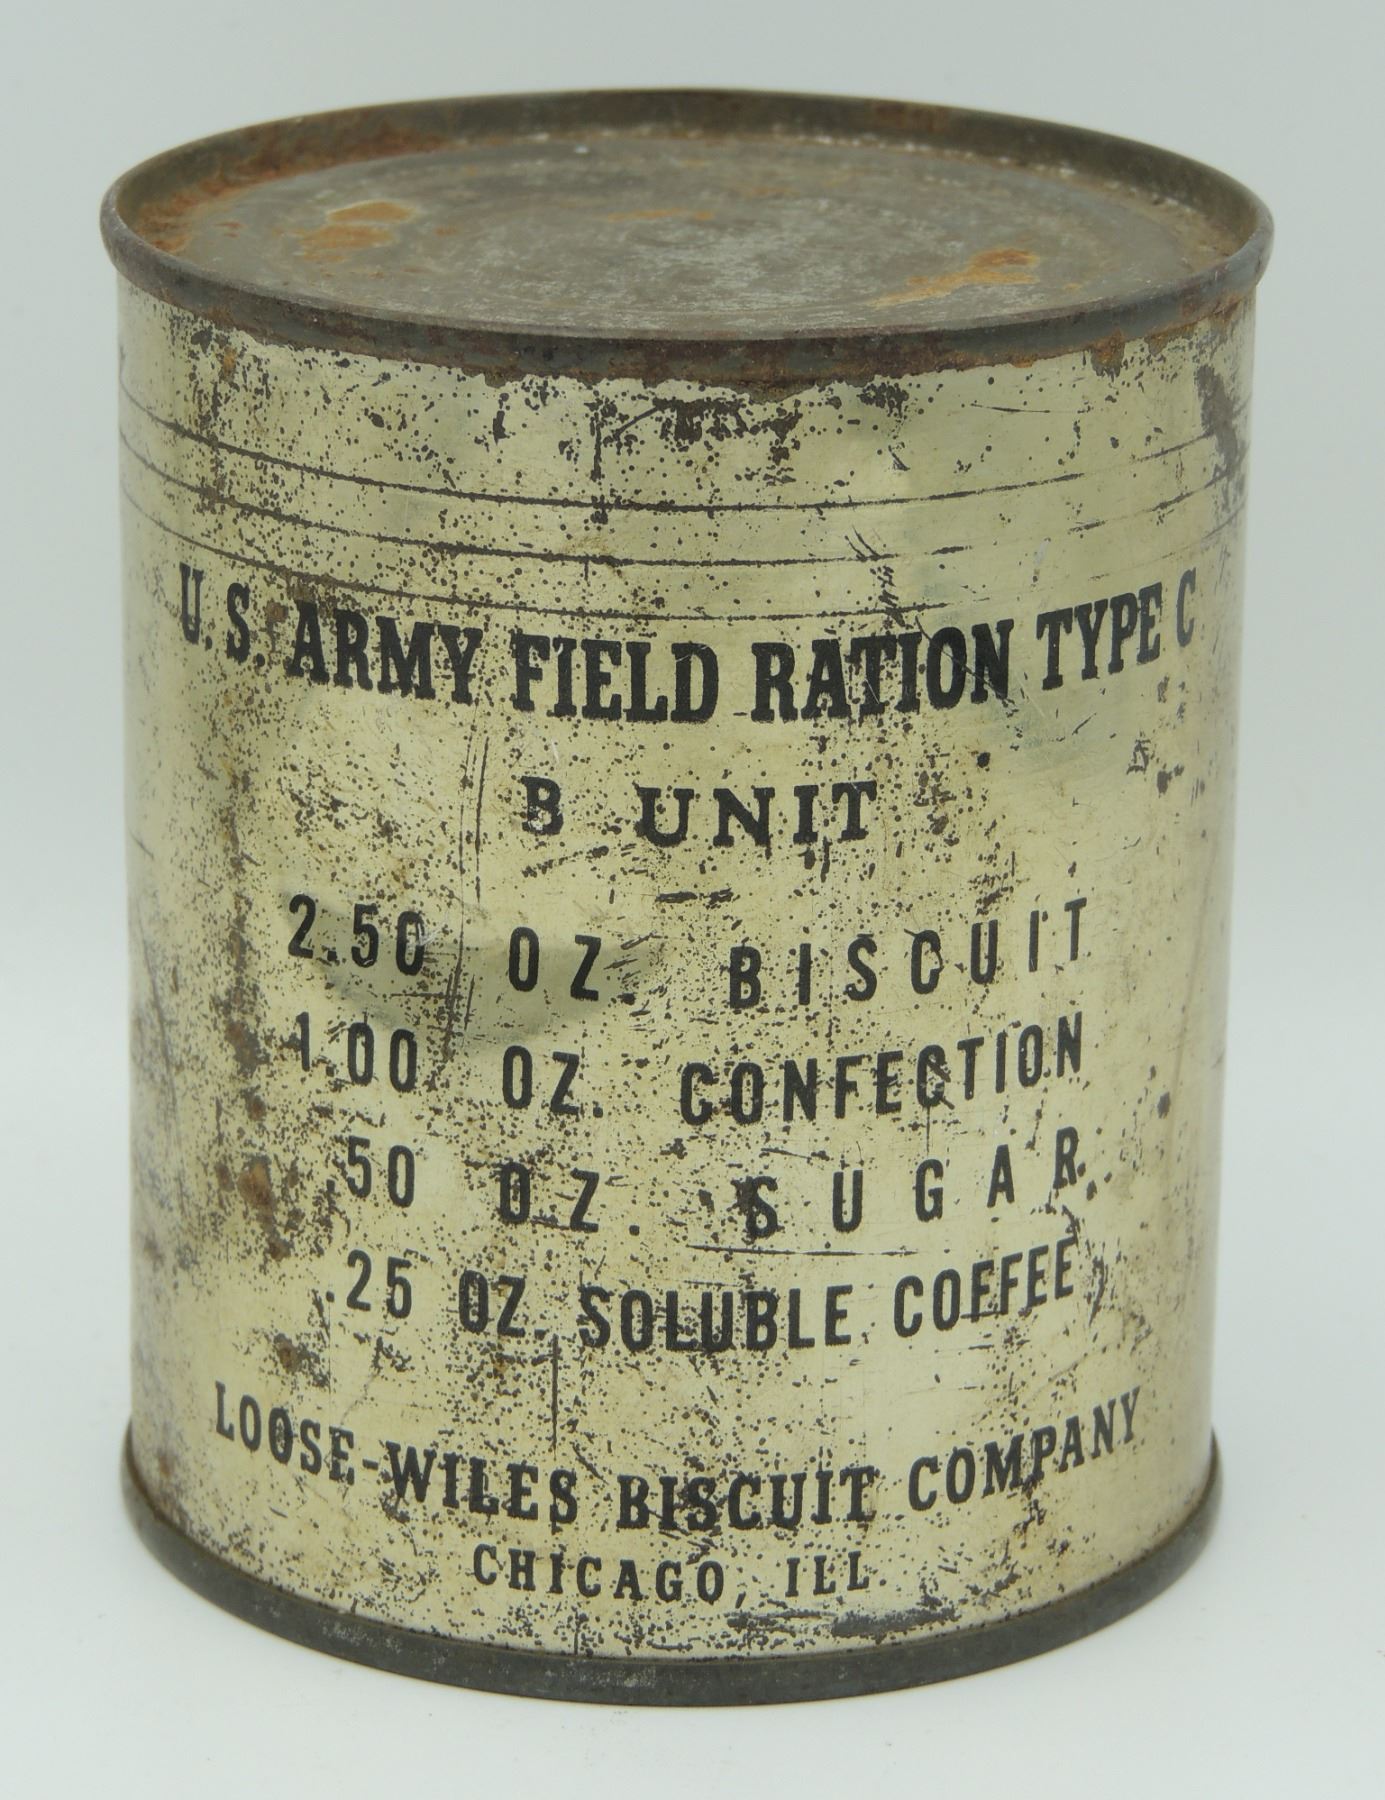 U.S. ARMY FIELD RATION TYPE C
B UNIT
2.50 OZ. BISCUIT
1.00 OZ. CONFECTION
.50 OZ. SUGAR
.25 OZ. SOLUBLE COFFEE
LOOSE-WILES BISCUIT COMPANY
CHICAGO, ILL.